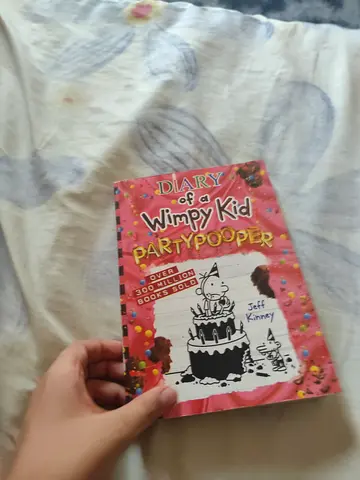 DIARY
of a
Wimpy Kid
PARTYPOOPER
OVER
300 MILLION
BOOKS SOLD
Jeff
Kinney